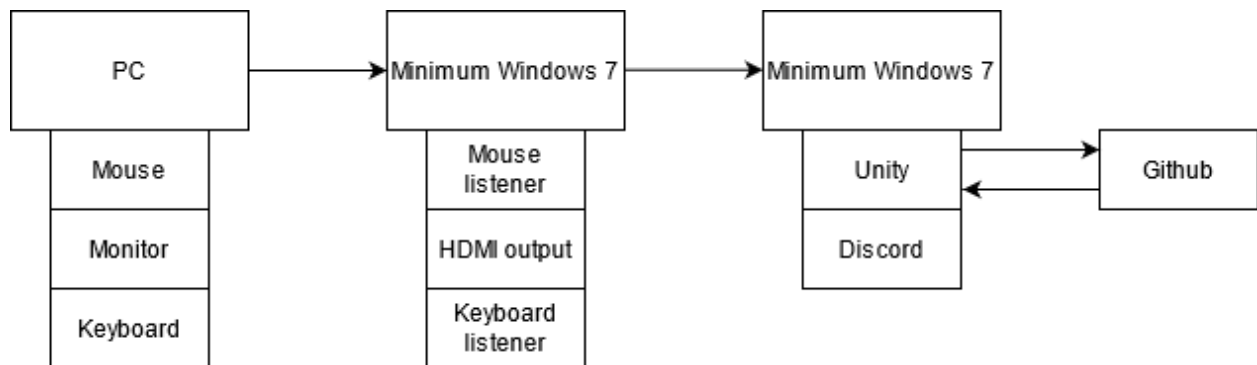 PC
Mouse
Monitor
Keyboard
Minimum Windows 7
Mouse
listener
HDMI output
Keyboard
listener
Minimum Windows 7
Unity
Discord
Github